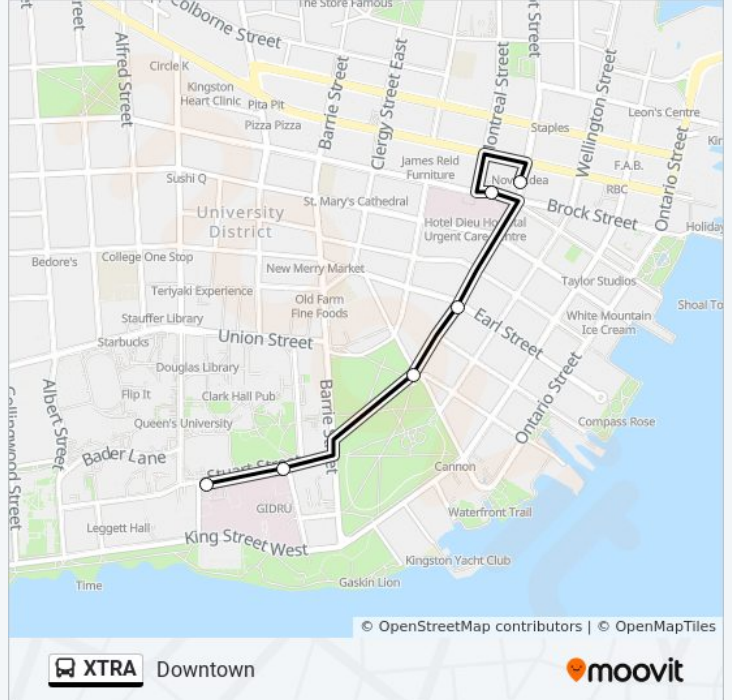 The Store Famous
Colborne Street
Street
Alfred Street
Circle K
Kingston
Heart Clinic
Pita Pit
Pizza Pizza
Barrie Street
Clergy Street East
Montreal Street
Street
Wellington Street
Leon's Centre
Staples
Ontario Street
James Reid
Furniture
F.A.B.
Sushi Q
RBC
St. Mary's Cathedral
Brock Street
University
District
Hotel Dieu Hospital
Urgent Care Centre
Holiday
Bedore's
College One Stop
New Merry Market
Taylor Studios
Teriyaki Experience
Old Farm
Fine Foods
Shoal To
Stauffer Library
White Mountain
Ice Cream
Earl Street
Union Street
Starbucks
Douglas Library
Albert Street
Collingwood Street
Flip It
Clark Hall Pub
Barrie Street
Ontario Street
Queen's University
Compass Rose
Bader Lane
Stuart Street
Cannon
GIDRU
Waterfront Trail
Leggett Hall
King Street West
Kingston Yacht Club
Time
Gaskin Lion
© OpenStreetMap contributors | © OpenMapTiles
XTRA Downtown
moovit